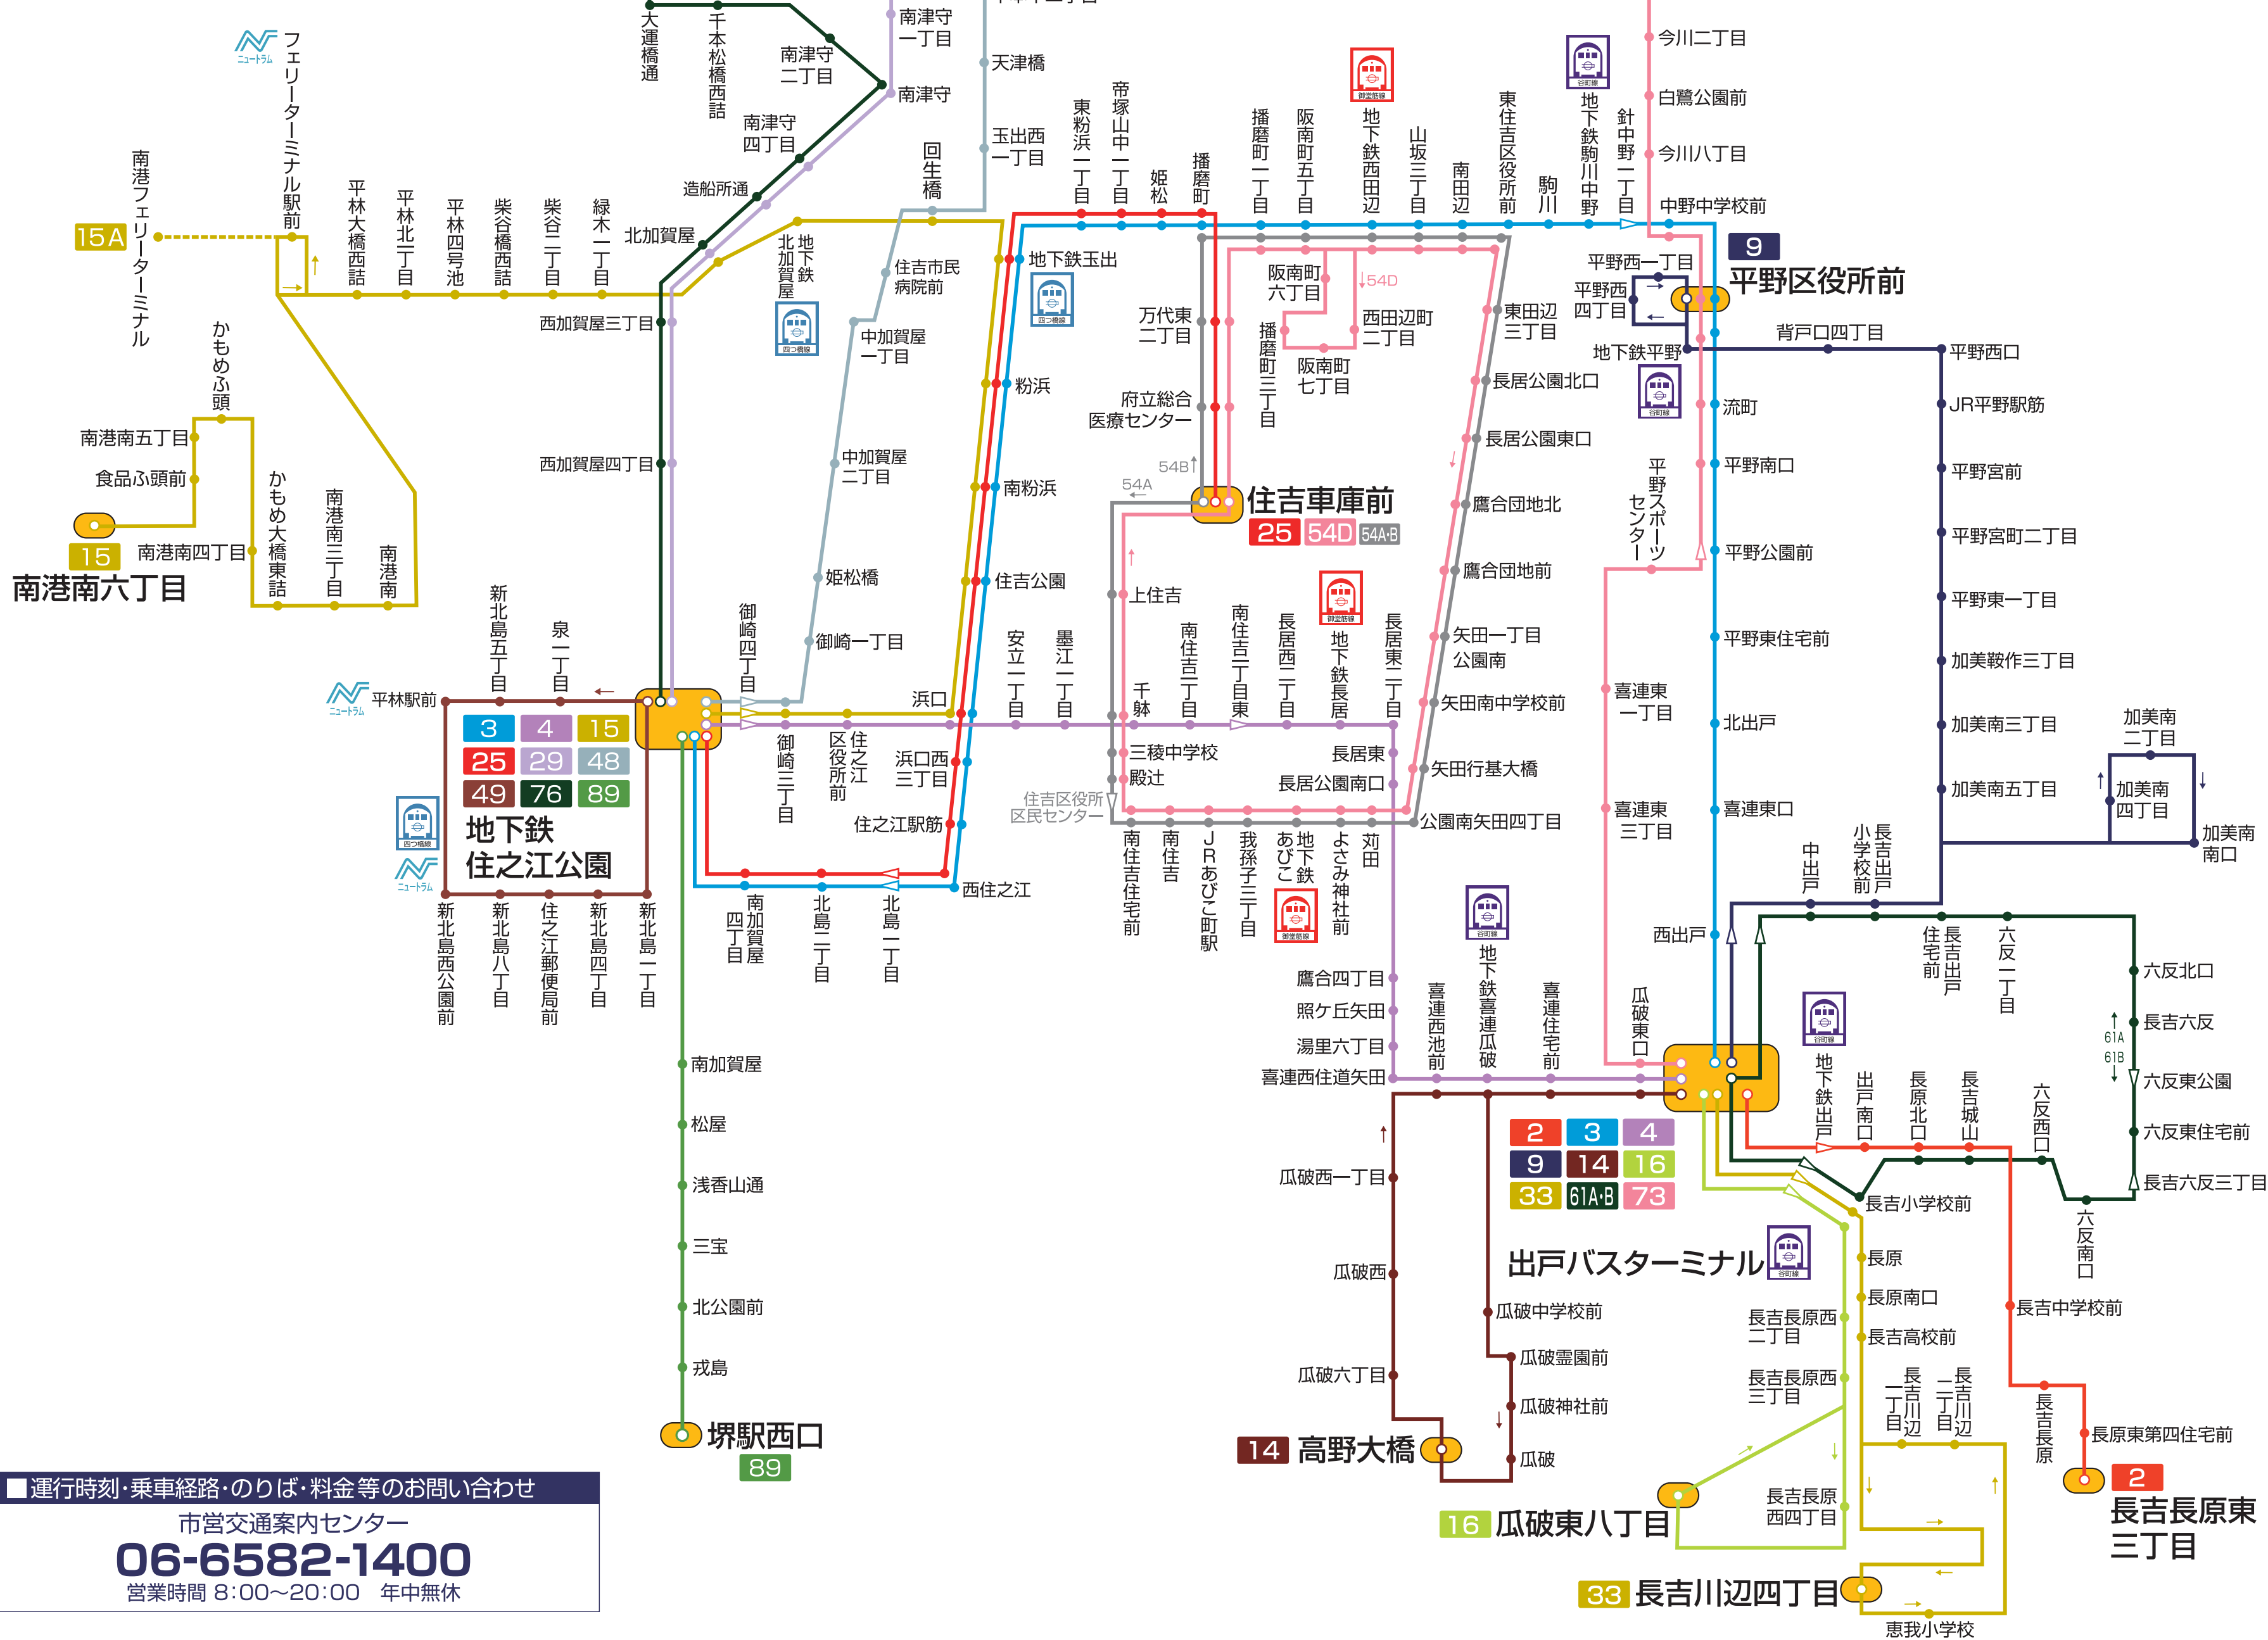 大運橋通
千本松橋西詰
南津守
二丁目
南津守
一丁目
南津守
南津守
四丁目
造船所通
北加賀屋
天津橋
玉出西
一丁目
回生橋
ニュートラム
フェリーターミナル駅前
南港フェリーターミナル
15A
平林大橋西詰
平林北一丁目
平林四号池
柴谷橋西詰
柴谷二丁目
緑木一丁目
地下鉄
北加賀屋
四つ橋線
住吉市民
病院前
中加賀屋
一丁目
中加賀屋
二丁目
姫松橋
御崎一丁目
西加賀屋三丁目
西加賀屋四丁目
かもめふ頭
南港南五丁目
食品ふ頭前
15
南港南六丁目
南港南四丁目
かもめ大橋東詰
南港南三丁目
南港南
地下鉄玉出
四つ橋線
粉浜
南粉浜
住吉公園
東粉浜一丁目
帝塚山中一丁目
姫松
播磨町
播磨町一丁目
阪南町五丁目
御堂筋線
地下鉄西田辺
山坂三丁目
南田辺
東住吉区役所前
駒川
谷町線
地下鉄駒川中野
針中野一丁目
今川二丁目
白鷺公園前
今川八丁目
中野中学校前
9
平野区役所前
平野西一丁目
平野西
四丁目
地下鉄平野
谷町線
背戸口四丁目
平野西口
JR平野駅筋
平野宮前
平野宮町二丁目
平野東一丁目
加美鞍作三丁目
加美南三丁目
加美南五丁目
加美南
二丁目
加美南
四丁目
加美南
南口
流町
平野南口
平野公園前
平野東住宅前
北出戸
喜連東口
西出戸
平野スポーツ
センター
喜連東
一丁目
喜連東
三丁目
万代東
二丁目
府立総合
医療センター
阪南町
六丁目
54D
西田辺町
二丁目
播磨町三丁目
阪南町
七丁目
東田辺
三丁目
長居公園北口
長居公園東口
鷹合団地北
鷹合団地前
矢田一丁目
公園南
矢田南中学校前
矢田行基大橋
公園南矢田四丁目
54B
54A
住吉車庫前
25
54D
54A·B
上住吉
三稜中学校
殿辻
住吉区役所
区民センター
安立一丁目
墨江一丁目
千躰
南住吉一丁目
南住吉一丁目東
長居西二丁目
御堂筋線
地下鉄長居
長居東二丁目
長居東
長居公園南口
南住吉住宅前
南住吉
JRあびこ町駅
我孫子三丁目
地下鉄
あびこ
御堂筋線
よさみ神社前
苅田
鷹合四丁目
照ケ丘矢田
湯里六丁目
喜連西住道矢田
新北島五丁目
泉一丁目
ニュートラム
平林駅前
3
4
15
25
29
48
49
76
89
地下鉄
住之江公園
四つ橋線
ニュートラム
御崎四丁目
御崎三丁目
住之江
区役所前
浜口
浜口西
三丁目
住之江駅筋
西住之江
南加賀屋
四丁目
北島二丁目
北島一丁目
新北島西公園前
新北島八丁目
住之江郵便局前
新北島四丁目
新北島一丁目
南加賀屋
松屋
浅香山通
三宝
北公園前
戎島
堺駅西口
89
喜連西池前
谷町線
地下鉄喜連瓜破
喜連住宅前
瓜破東口
中出戸
長吉出戸
小学校前
長吉出戸
住宅前
六反一丁目
六反北口
長吉六反
61A
61B
六反東公園
六反東住宅前
長吉六反三丁目
六反南口
谷町線
地下鉄出戸
出戸南口
長原北口
長吉城山
六反西口
長吉小学校前
2
3
4
9
14
16
33
61A·B
73
出戸バスターミナル
谷町線
長原
長原南口
長吉高校前
長吉中学校前
長吉長原西
二丁目
長吉長原西
三丁目
長吉長原
西四丁目
長吉川辺
一丁目
長吉川辺
二丁目
長吉長原
長原東第四住宅前
2
長吉長原東
三丁目
瓜破西一丁目
瓜破西
瓜破六丁目
瓜破中学校前
瓜破霊園前
瓜破神社前
瓜破
14
高野大橋
16
瓜破東八丁目
33
長吉川辺四丁目
恵我小学校
■運行時刻・乗車経路・のりば・料金等のお問い合わせ
市営交通案内センター
06-6582-1400
営業時間 8:00〜20:00　年中無休